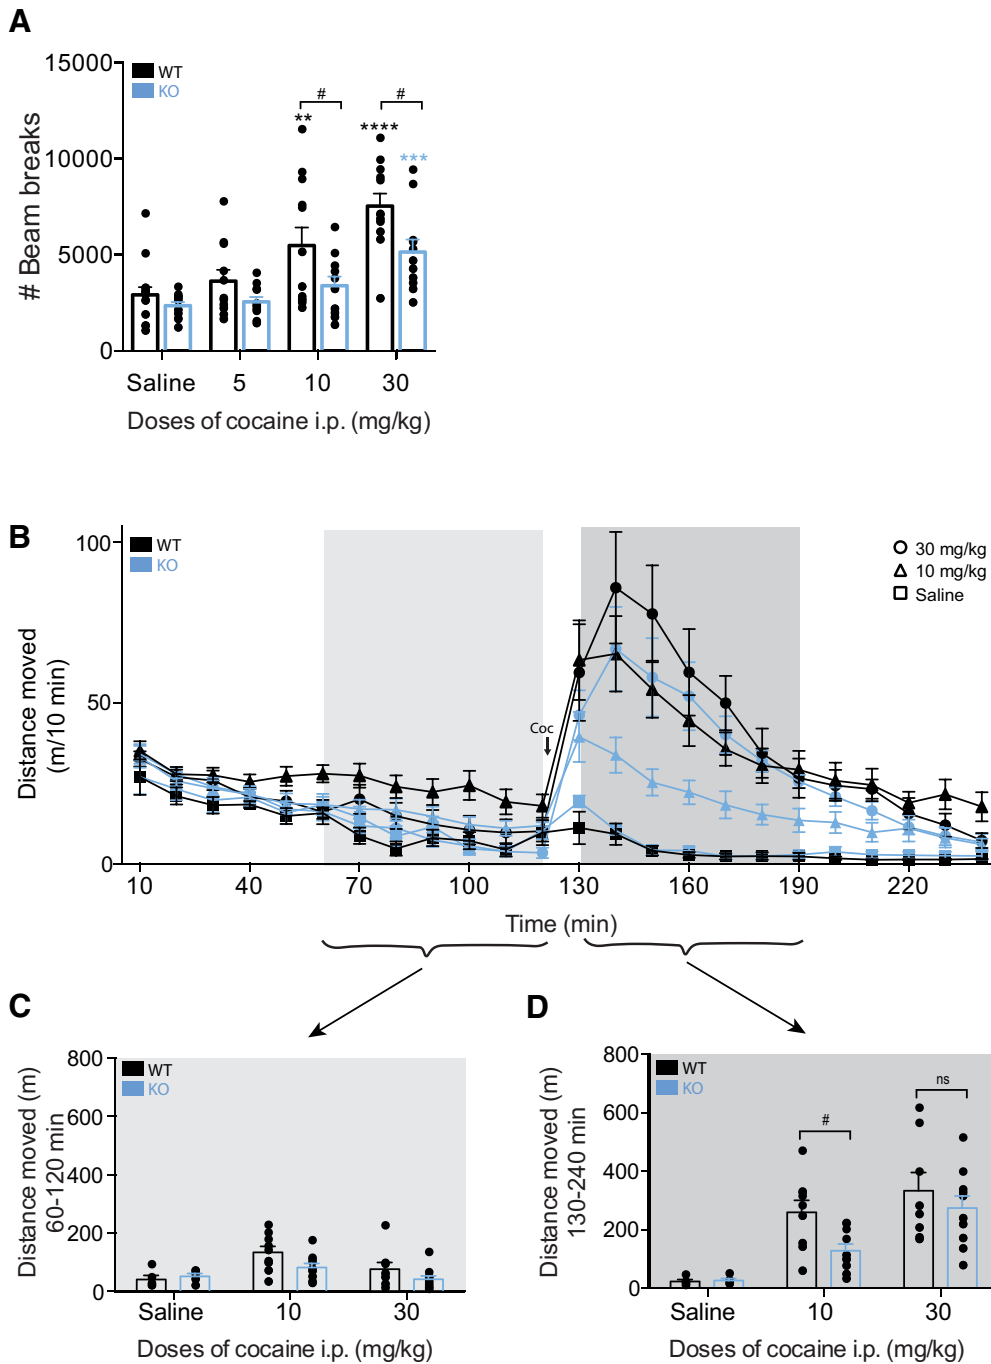 A
15000
10000
5000
0
# Beam breaks
WT
KO
#
#
**
****
***
Saline 5 10 30
Doses of cocaine i.p. (mg/kg)
B
100
50
0
Distance moved
(m/10 min)
WT
KO
30 mg/kg
10 mg/kg
Saline
Coc
10 40 70 100 130 160 190 220
Time (min)
C
800
600
400
200
0
Distance moved (m)
60-120 min
WT
KO
Saline 10 30
Doses of cocaine i.p. (mg/kg)
D
800
600
400
200
0
Distance moved (m)
130-240 min
WT
KO
#
ns
Saline 10 30
Doses of cocaine i.p. (mg/kg)